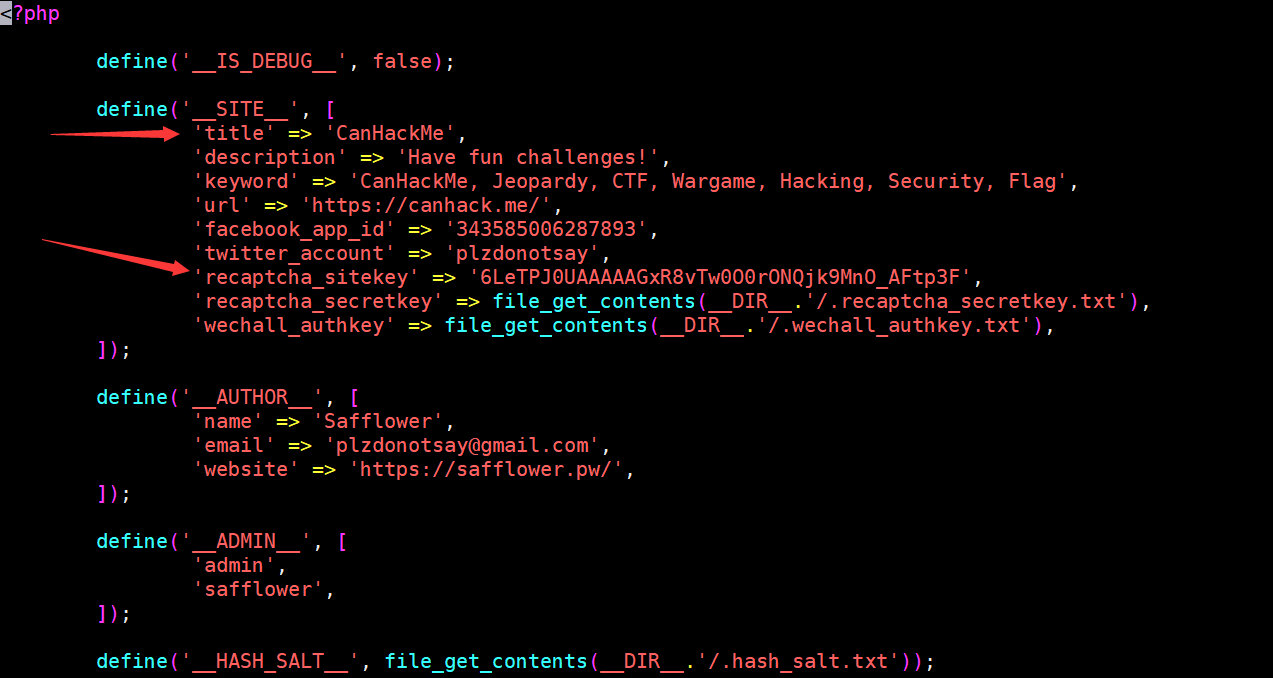 <?php
define('__IS_DEBUG__', false);
define('__SITE__', [
'title' => 'CanHackMe',
'description' => 'Have fun challenges!',
'keyword' => 'CanHackMe, Jeopardy, CTF, Wargame, Hacking, Security, Flag',
'url' => 'https://canhack.me/',
'facebook_app_id' => '343585006287893',
'twitter_account' => 'plzdonotsay',
'recaptcha_sitekey' => '6LeTPJ0UAAAAAGxR8vTw0O0rONQjk9MnO_AFtp3F',
'recaptcha_secretkey' => file_get_contents(__DIR__.'/.recaptcha_secretkey.txt'),
'wechall_authkey' => file_get_contents(__DIR__.'/.wechall_authkey.txt'),
]);
define('__AUTHOR__', [
'name' => 'Safflower',
'email' => 'plzdonotsay@gmail.com',
'website' => 'https://safflower.pw/',
]);
define('__ADMIN__', [
'admin',
'safflower',
]);
define('__HASH_SALT__', file_get_contents(__DIR__.'/.hash_salt.txt'));